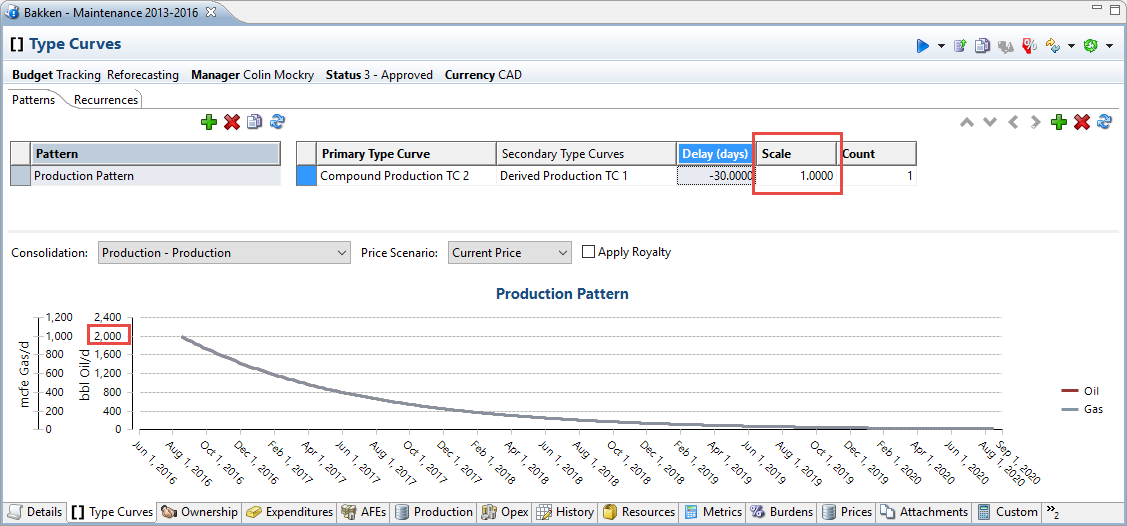 Bakken - Maintenance 2013-2016
[] Type Curves
Budget Tracking Reforecasting Manager Colin Mockry Status 3 - Approved Currency CAD
Patterns Recurrences
Pattern Primary Type Curve Secondary Type Curves Delay (days) Scale Count
Production Pattern Compound Production TC 2 Derived Production TC 1 -30.0000 1.0000 1
Consolidation: Production - Production Price Scenario: Current Price Apply Royalty
Production Pattern
1,200 2,400
1,000 2,000
800 1,600
600 1,200
400 800
200 400
0 0
mcfe Gas/d
bbl Oil/d
Oil
Gas
Jun 1, 2016 Aug 1, 2016 Oct 1, 2016 Dec 1, 2016 Feb 1, 2017 Apr 1, 2017 Jun 1, 2017 Aug 1, 2017 Oct 1, 2017 Dec 1, 2017 Feb 1, 2018 Apr 1, 2018 Jun 1, 2018 Aug 1, 2018 Oct 1, 2018 Dec 1, 2018 Feb 1, 2019 Apr 1, 2019 Jun 1, 2019 Aug 1, 2019 Oct 1, 2019 Dec 1, 2019 Feb 1, 2020 Apr 1, 2020 Jun 1, 2020 Aug 1, 2020 Sep 1, 2020
Details [] Type Curves Ownership Expenditures AFEs Production Opex History Resources Metrics Burdens Prices Attachments Custom »2